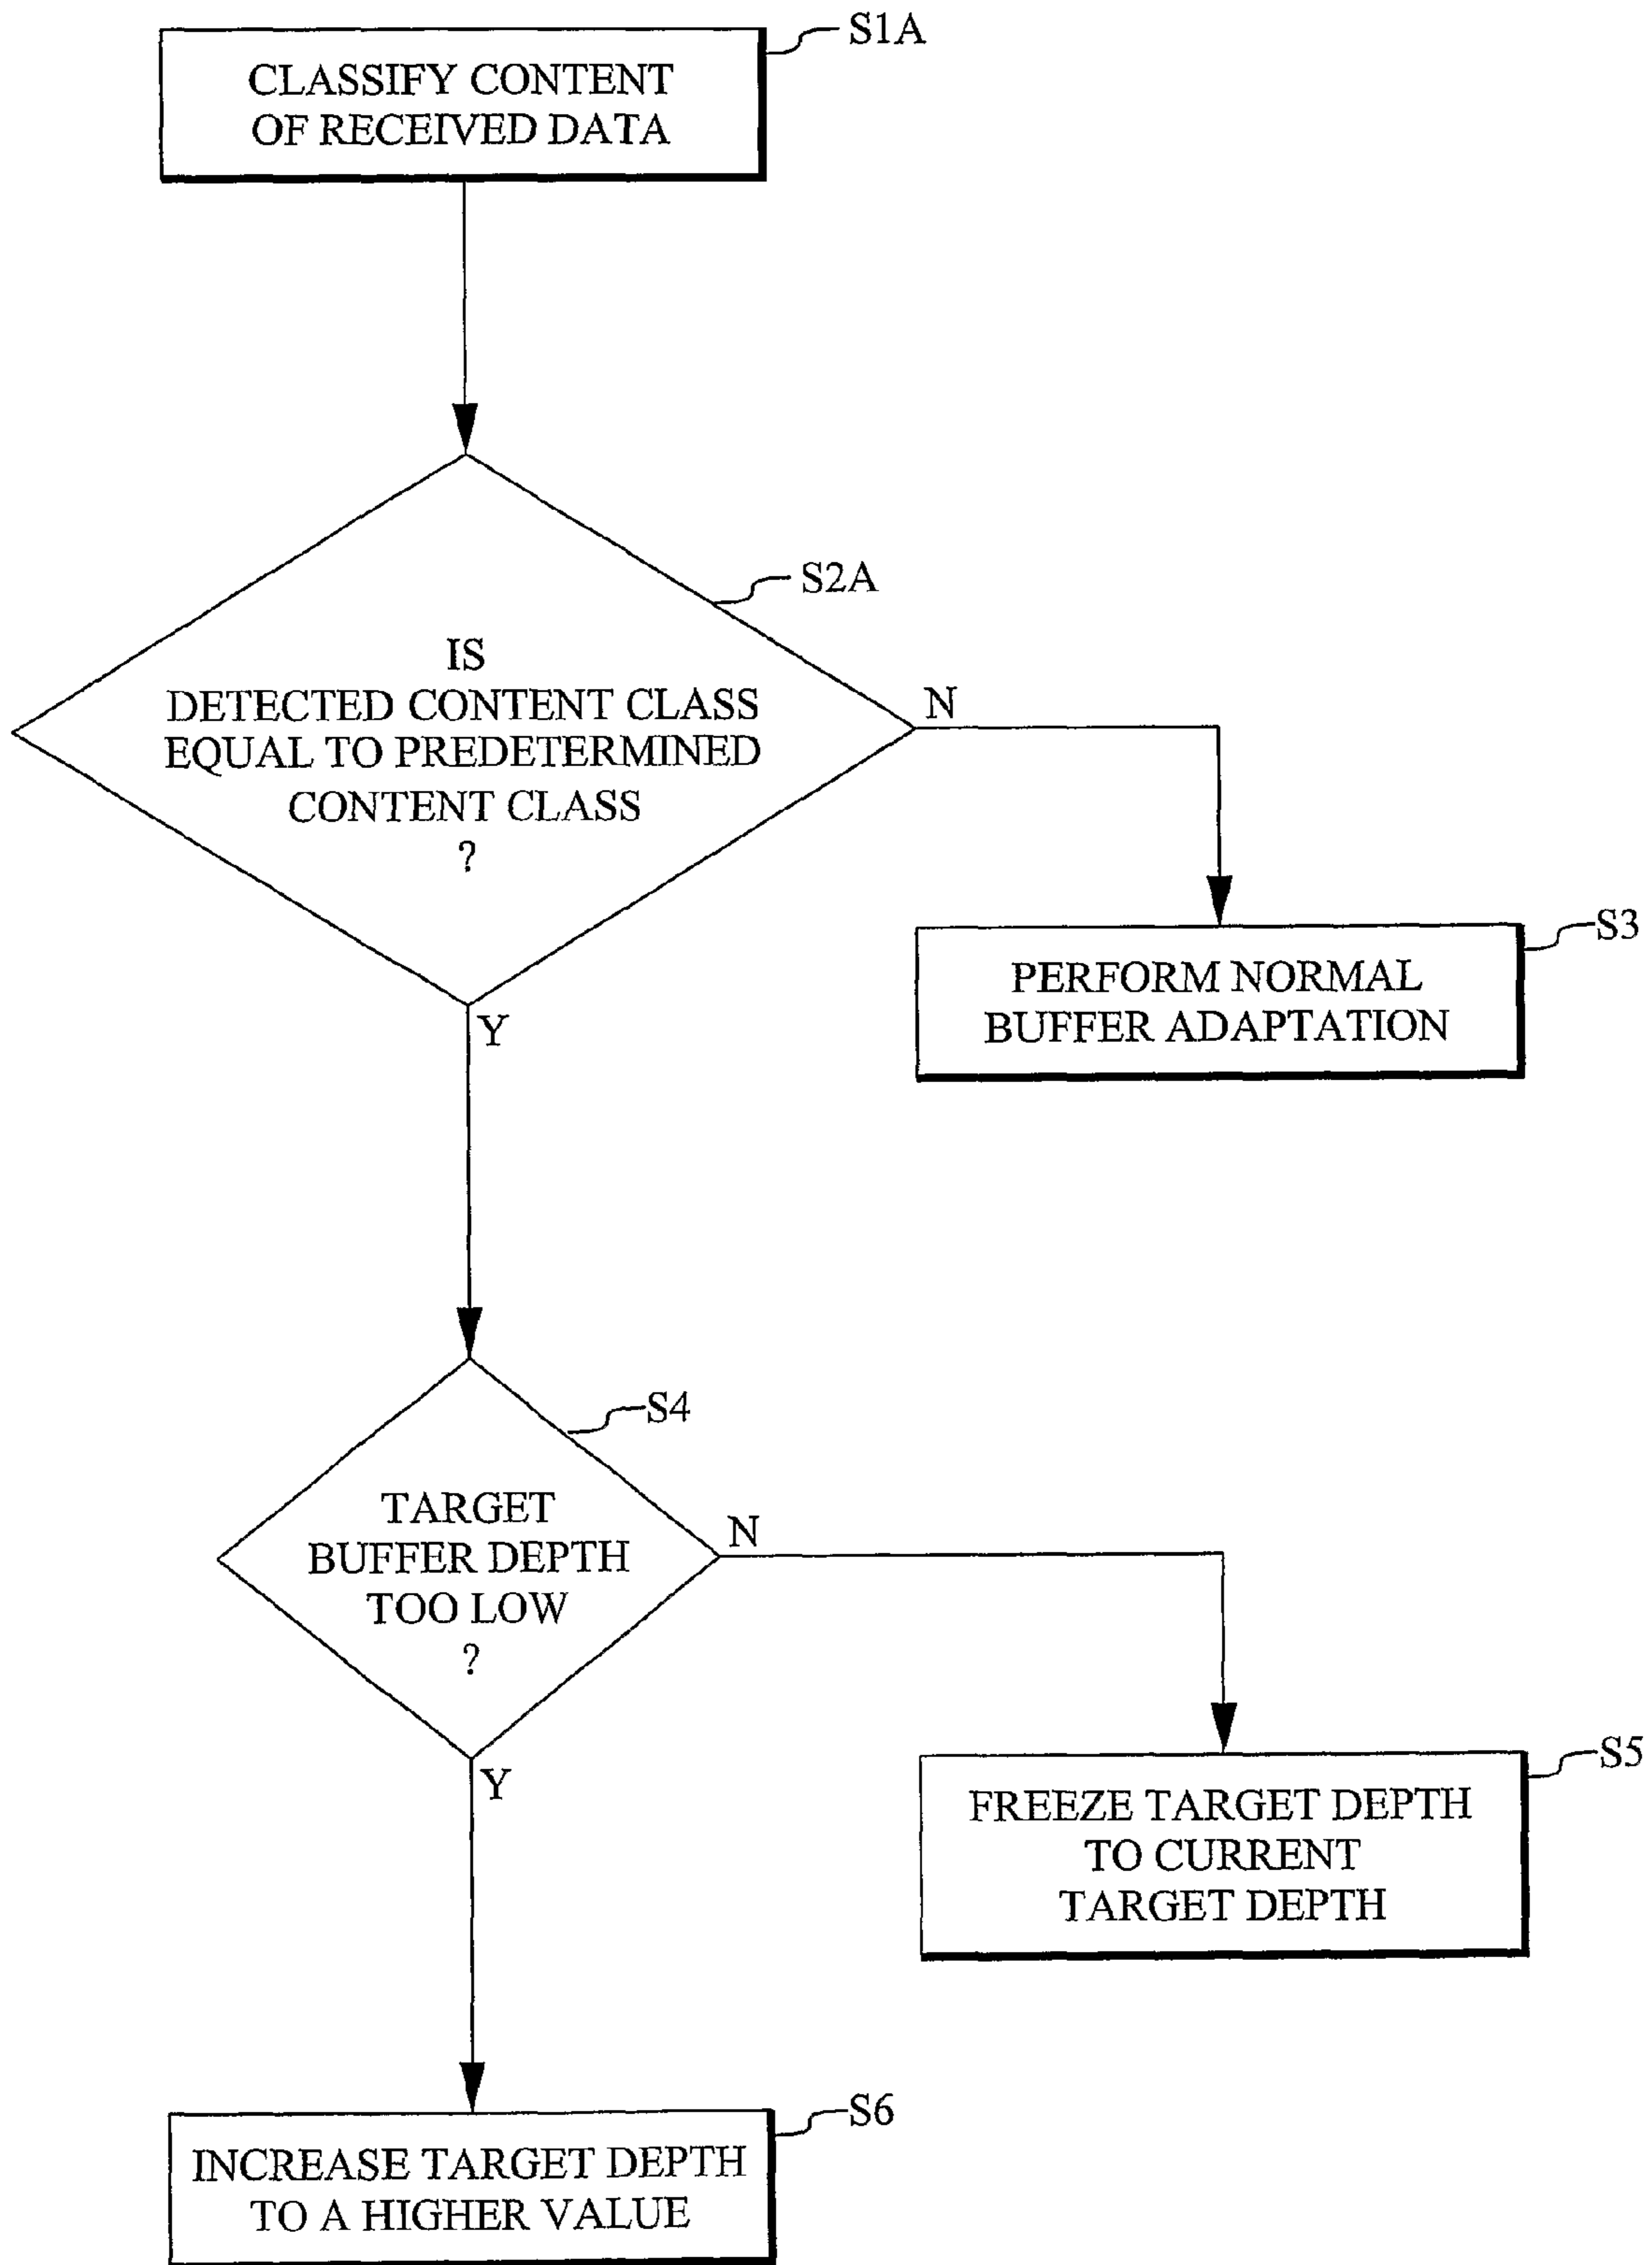 S1A
CLASSIFY CONTENT
OF RECEIVED DATA
S2A
IS
DETECTED CONTENT CLASS
EQUAL TO PREDETERMINED
CONTENT CLASS
?
N
Y
S3
PERFORM NORMAL
BUFFER ADAPTATION
S4
TARGET
BUFFER DEPTH
TOO LOW
?
N
Y
S5
FREEZE TARGET DEPTH
TO CURRENT
TARGET DEPTH
S6
INCREASE TARGET DEPTH
TO A HIGHER VALUE